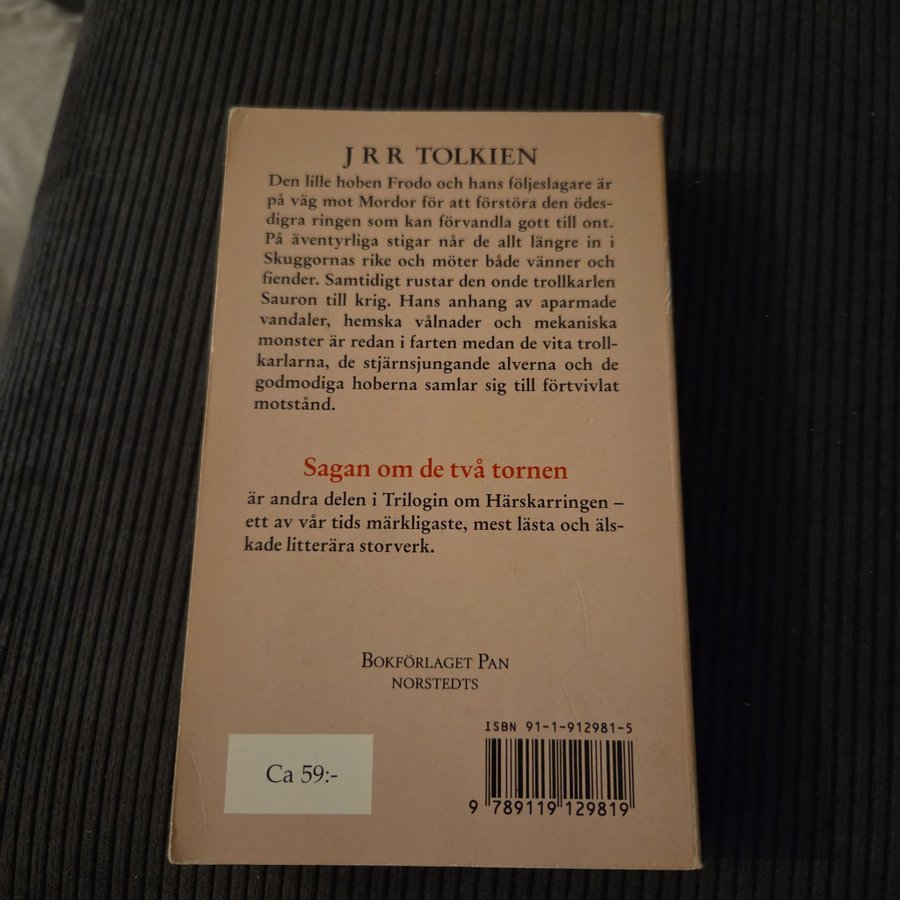 J R R TOLKIEN
Den lille hoben Frodo och hans följeslagare är
på väg mot Mordor för att förstöra den ödes-
digra ringen som kan förvandla gott till ont.
På äventyrliga stigar når de allt längre in i
Skuggornas rike och möter både vänner och
fiender. Samtidigt rustar den onde trollkarlen
Sauron till krig. Hans anhang av aparmade
vandaler, hemska vålnader och mekaniska
monster är redan i farten medan de vita troll-
karlarna, de stjärnsjungande alverna och de
godmodiga hoberna samlar sig till förtvivlat
motstånd.
Sagan om de två tornen
är andra delen i Trilogin om Härskarringen –
ett av vår tids märkligaste, mest lästa och äls-
kade litterära storverk.
BOKFÖRLAGET PAN
NORSTEDTS
ISBN 91-1-912981-5
Ca 59:-
9 789119 129819